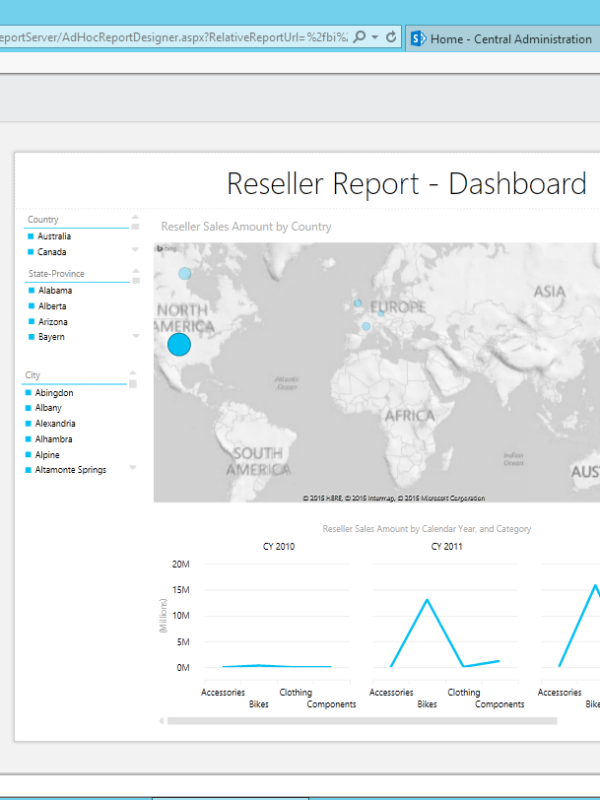 eportServer/AdHocReportDesigner.aspx?RelativeReportUrl=%2fbi%
Home - Central Administration
Reseller Report - Dashboard
Country
Australia
Canada
State-Province
Alabama
Alberta
Arizona
Bayern
City
Abingdon
Albany
Alexandria
Alhambra
Alpine
Altamonte Springs
Reseller Sales Amount by Country
bing
NORTH
AMERICA
EUROPE
ASIA
Atlantic
Ocean
AFRICA
SOUTH
AMERICA
Indian
Ocean
AUS
© 2015 HERE, © 2015 Intermap, © 2015 Microsoft Corporation
Reseller Sales Amount by Calendar Year, and Category
CY 2010 CY 2011
(Millions)
20M
15M
10M
5M
0M
Accessories Clothing Accessories Clothing Accessories
Bikes Components Bikes Components Bikes